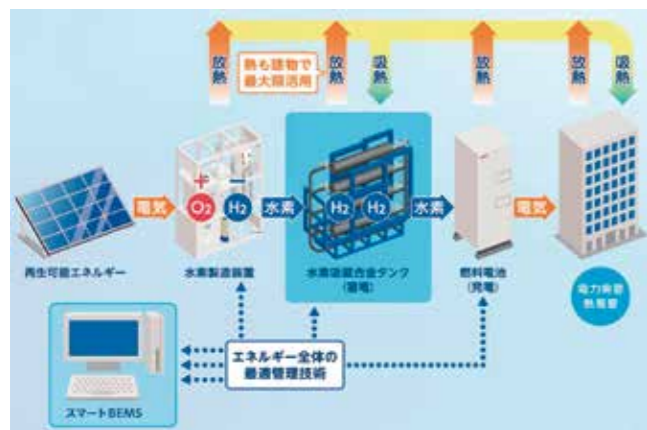 放熱
熱も建物で
最大限活用
放熱
吸熱
放熱
放熱
吸熱
+
−
O2
H2
H2
H2
電気
水素
水素
電気
再生可能エネルギー
水素製造装置
水素吸蔵合金タンク
(蓄電)
燃料電池
(発電)
電力需要
熱需要
エネルギー全体の
最適管理技術
スマートBEMS